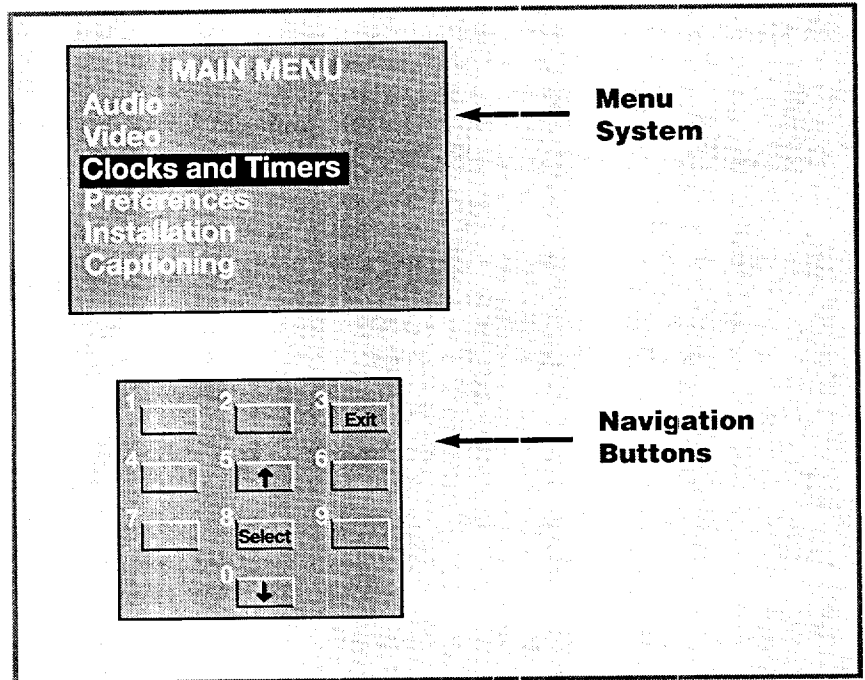 MAIN MENU
Audio
Video
Clocks and Timers
Preferences
Installation
Captioning
Menu
System
1 2 3 Exit
4 5 ↑ 6
7 8 Select 9
0 ↓
Navigation
Buttons